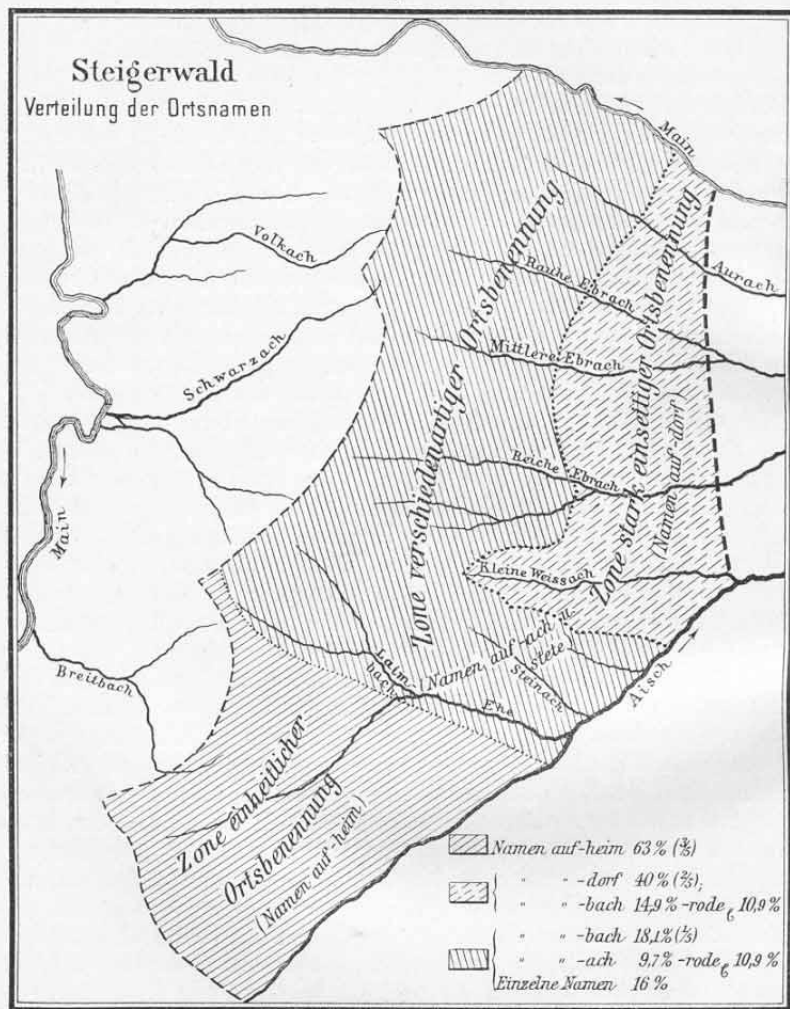 Steigerwald
Verteilung der Ortsnamen
Main
Volkach
Aurach
Rauhe Ebrach
Schwarzach
Mittlere Ebrach
Reiche Ebrach
Main
Kleine Weissach
Zone verschiedenartiger Ortsbenennung
(Namen auf -ach u.
stete
Zone stark einseitiger Ortsbenennung
(Namen auf -dorf)
Laim
bach
Steinach
Ehe
Aisch
Breitbach
Zone einheitlicher
Ortsbenennung
(Namen auf -heim)
Namen auf-heim 63% (⅗)
" " -dorf 40% (⅖);
" " -bach 14,9% -rode 10,9%
" " -bach 18,1% (⅕)
" " -ach 9,7% -rode 10,9%
Einzelne Namen 16%